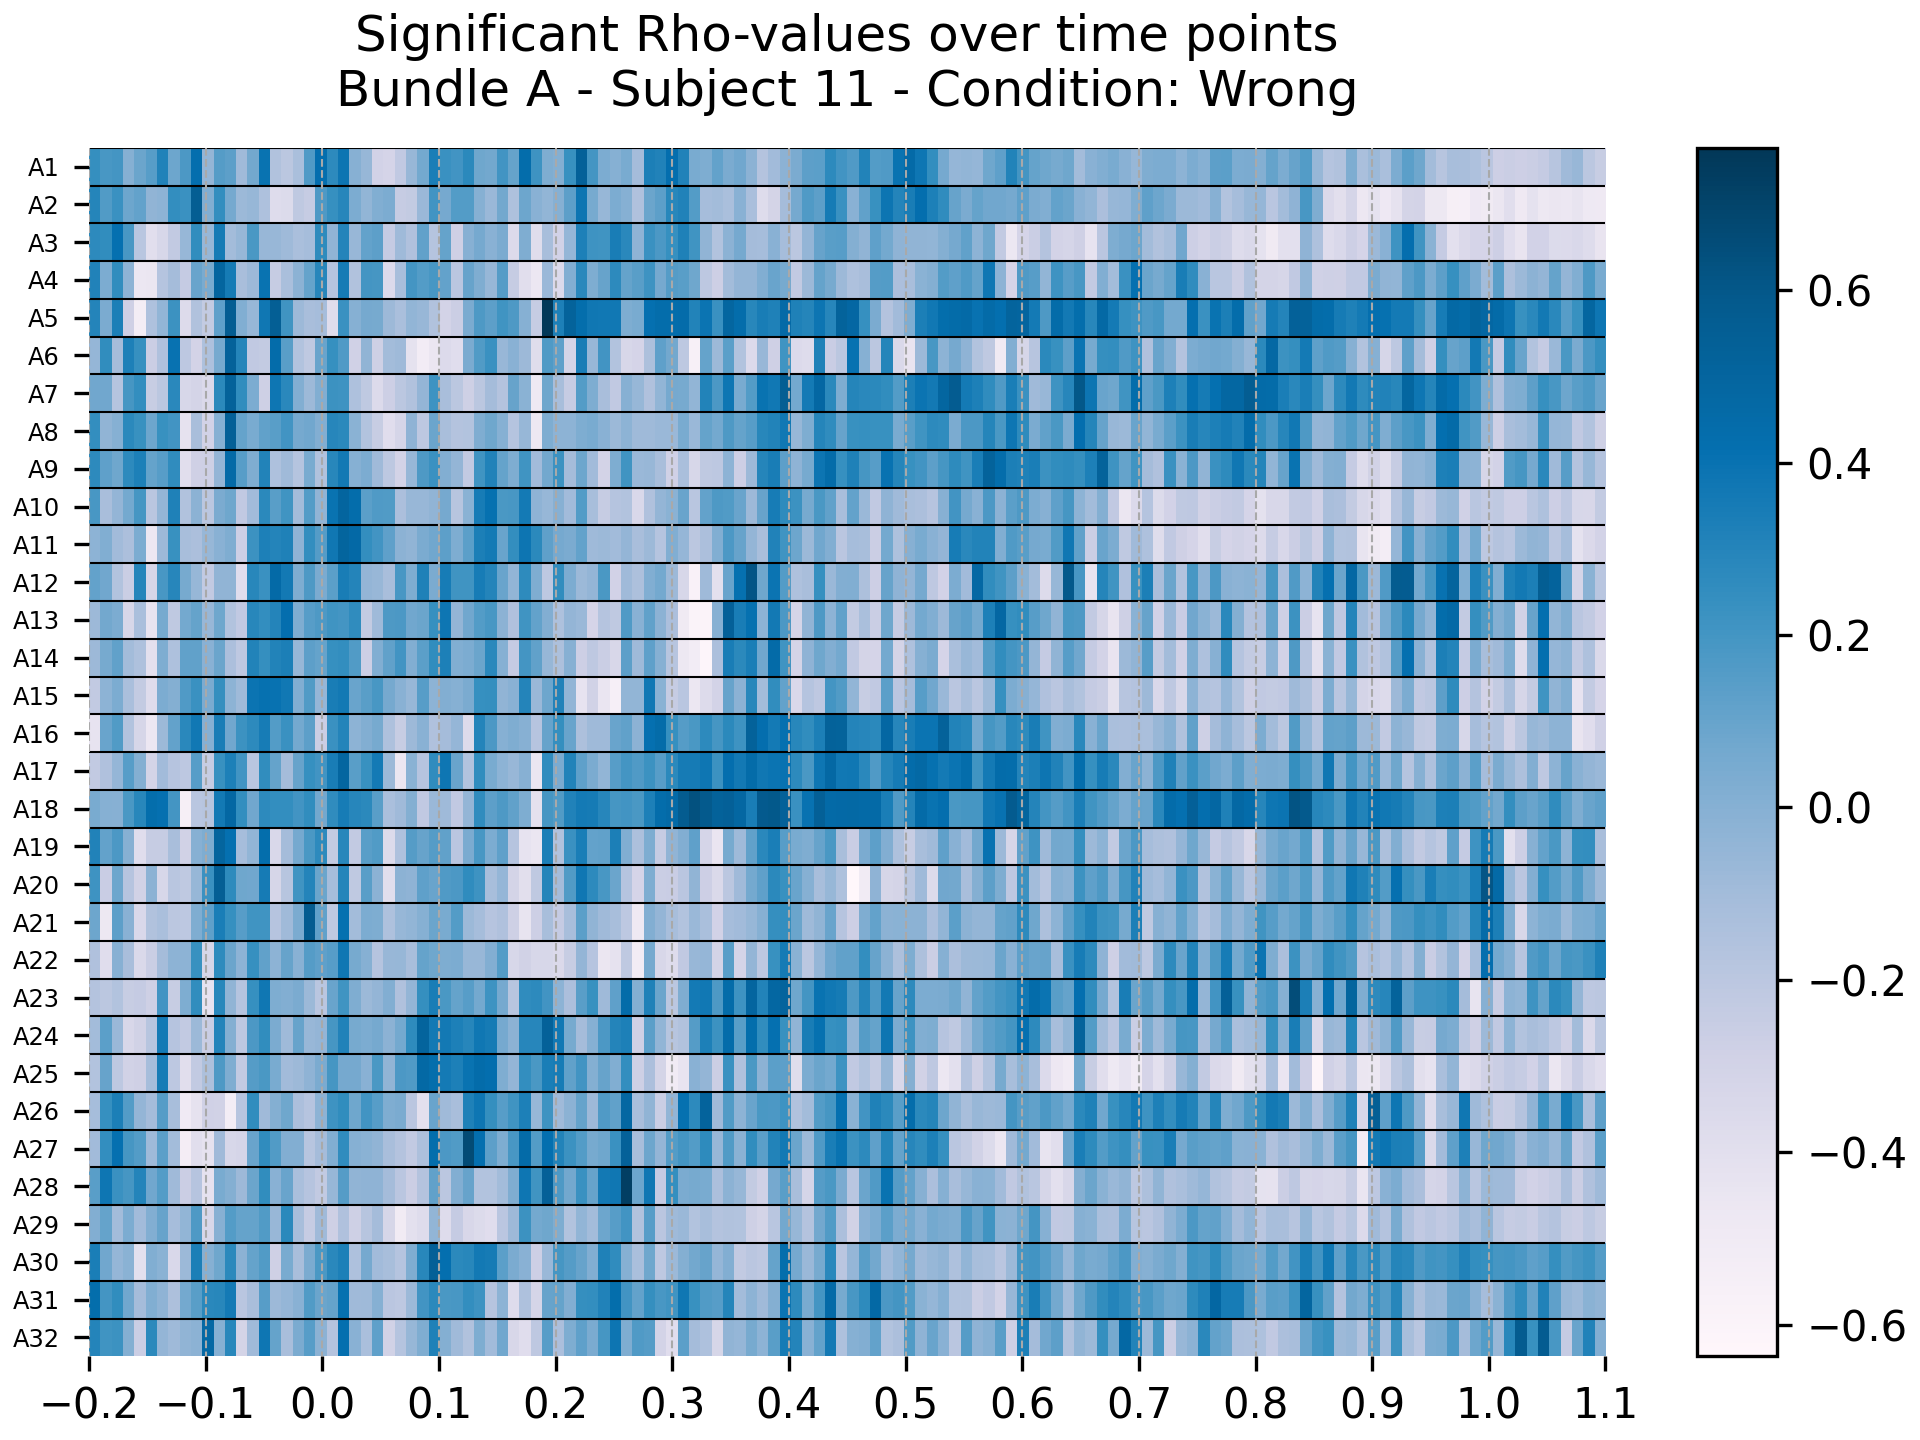 Significant Rho-values over time points
Bundle A - Subject 11 - Condition: Wrong
A1
A2
A3
A4
A5
A6
A7
A8
A9
A10
A11
A12
A13
A14
A15
A16
A17
A18
A19
A20
A21
A22
A23
A24
A25
A26
A27
A28
A29
A30
A31
A32
−0.2 −0.1 0.0 0.1 0.2 0.3 0.4 0.5 0.6 0.7 0.8 0.9 1.0 1.1
0.6
0.4
0.2
0.0
−0.2
−0.4
−0.6